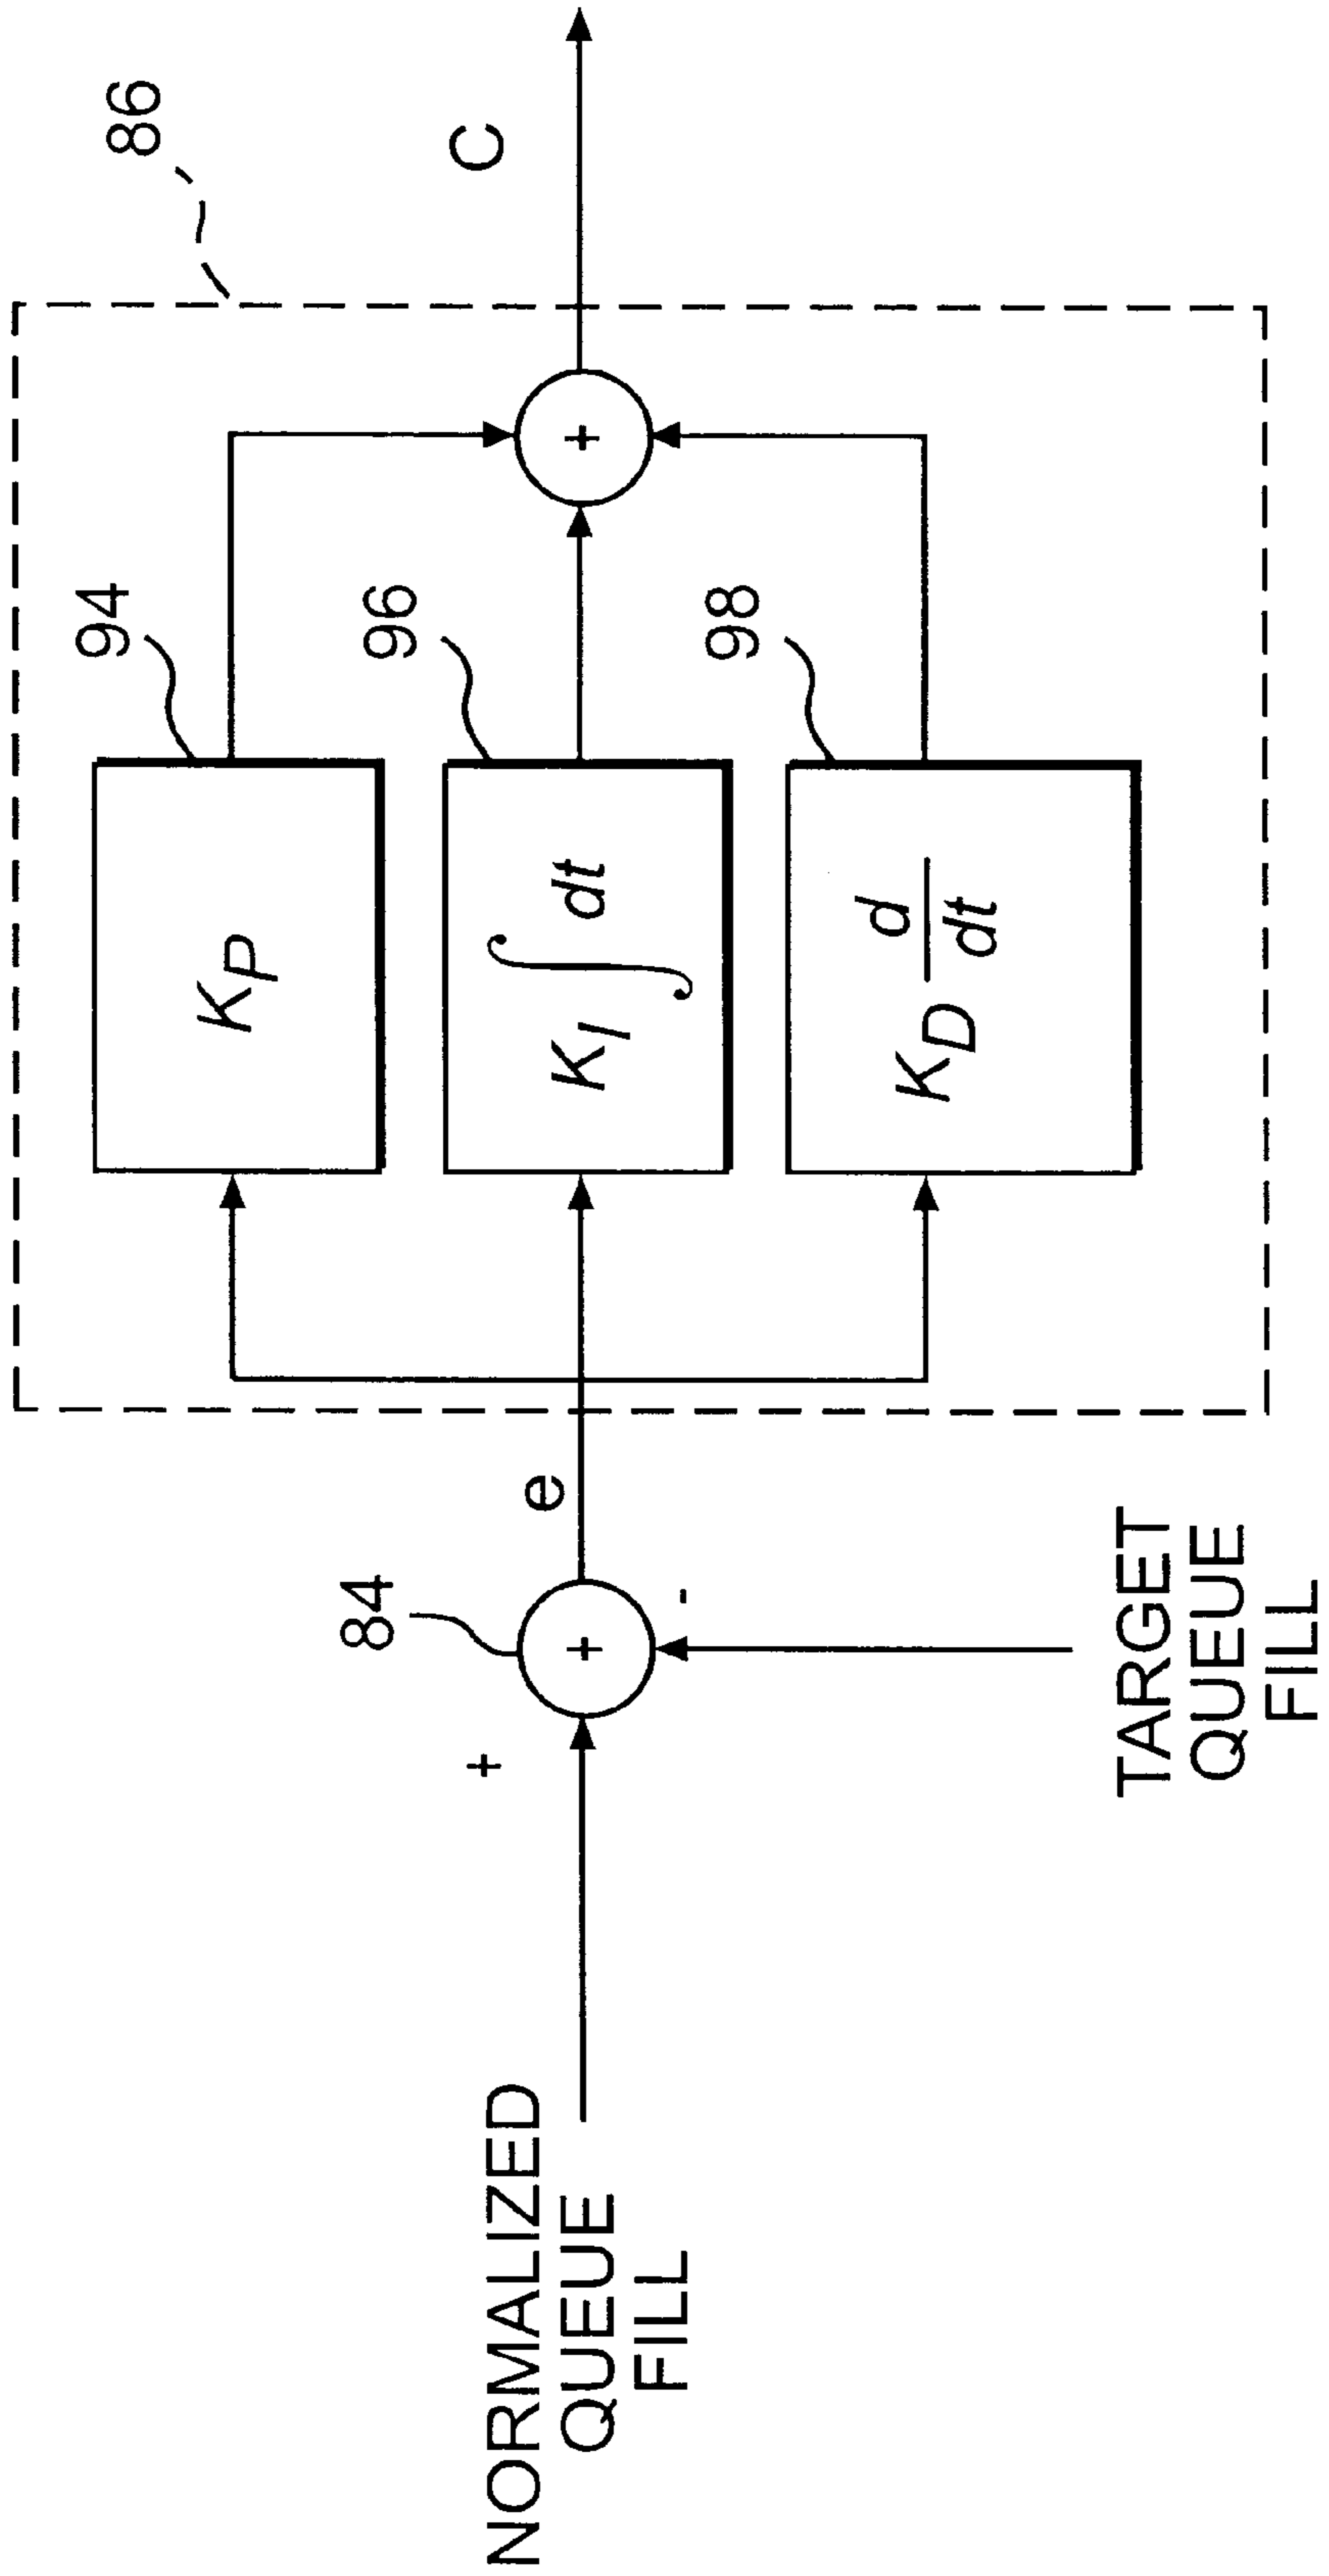 NORMALIZED
QUEUE
FILL
+
84
+
-
TARGET
QUEUE
FILL
e
86
94
K_P
96
K_I ∫ dt
98
K_D d/dt
+
C